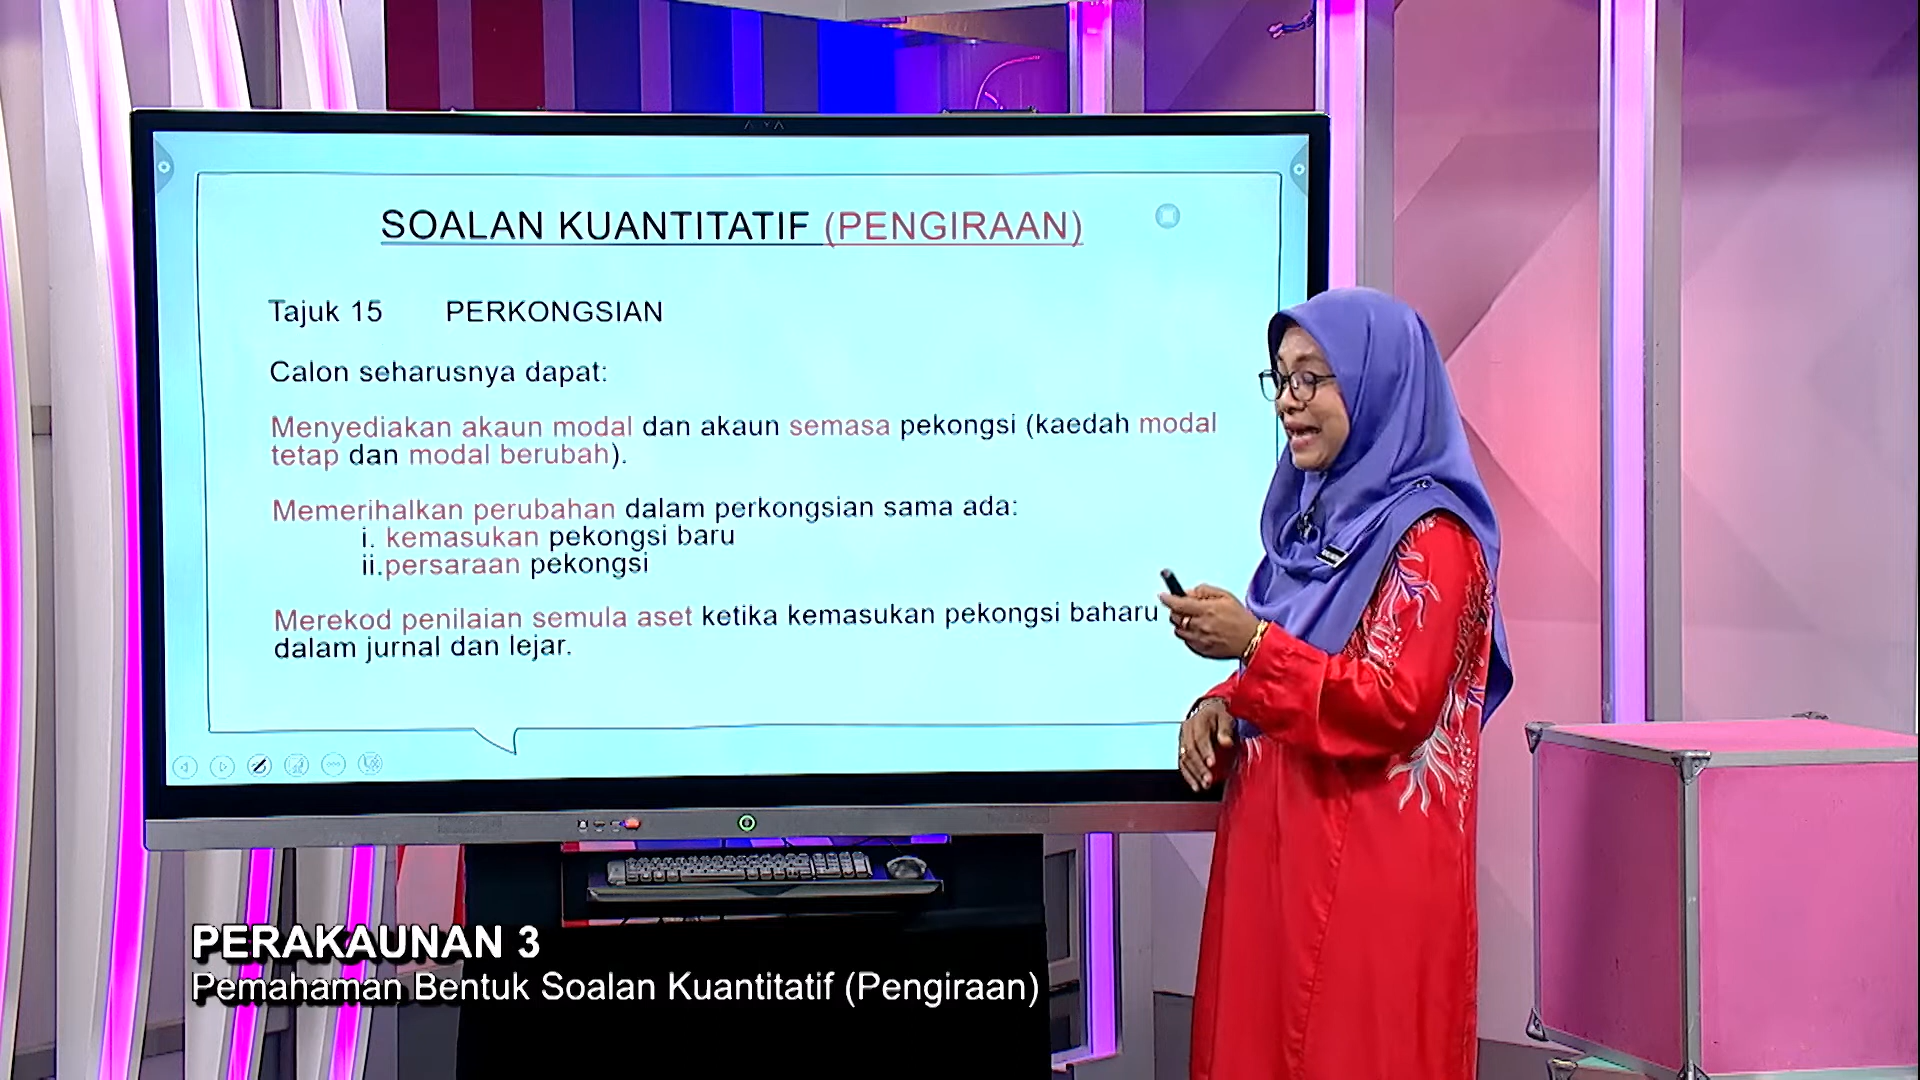 SOALAN KUANTITATIF (PENGIRAAN)
Tajuk 15 PERKONGSIAN
Calon seharusnya dapat:
Menyediakan akaun modal dan akaun semasa pekongsi (kaedah modal
tetap dan modal berubah).
Memerihalkan perubahan dalam perkongsian sama ada:
i. kemasukan pekongsi baru
ii.persaraan pekongsi
Merekod penilaian semula aset ketika kemasukan pekongsi baharu
dalam jurnal dan lejar.
PERAKAUNAN 3
Pemahaman Bentuk Soalan Kuantitatif (Pengiraan)